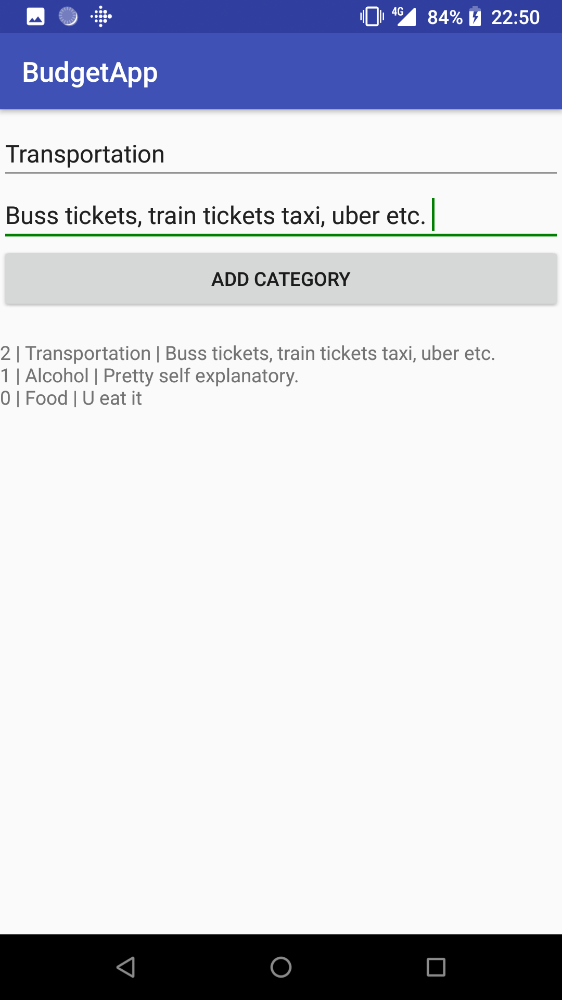 4G 84% 22:50
BudgetApp
Transportation
Buss tickets, train tickets taxi, uber etc.
ADD CATEGORY
2 | Transportation | Buss tickets, train tickets taxi, uber etc.
1 | Alcohol | Pretty self explanatory.
0 | Food | U eat it